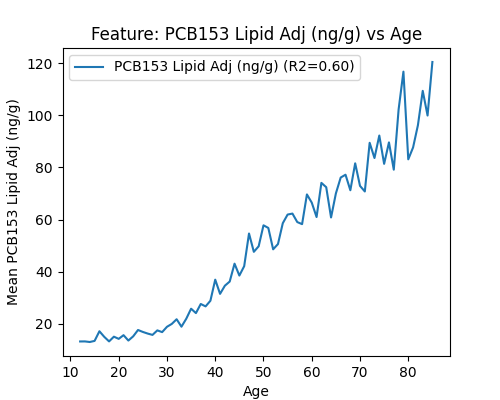 Feature: PCB153 Lipid Adj (ng/g) vs Age
PCB153 Lipid Adj (ng/g) (R2=0.60)
Mean PCB153 Lipid Adj (ng/g)
120
100
80
60
40
20
10 20 30 40 50 60 70 80
Age